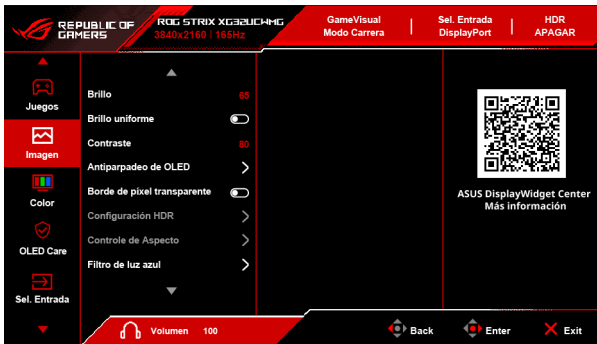 REPUBLIC OF
GAMERS
ROG STRIX XG32UCWMG
3840x2160 | 165Hz
GameVisual
Modo Carrera
Sel. Entrada
DisplayPort
HDR
APAGAR
Juegos
Imagen
Color
OLED Care
Sel. Entrada
Brillo 65
Brillo uniforme
Contraste 80
Antiparpadeo de OLED
Borde de pixel transparente
Configuración HDR
Controle de Aspecto
Filtro de luz azul
ASUS DisplayWidget Center
Más información
Volumen 100
Back
Enter
Exit